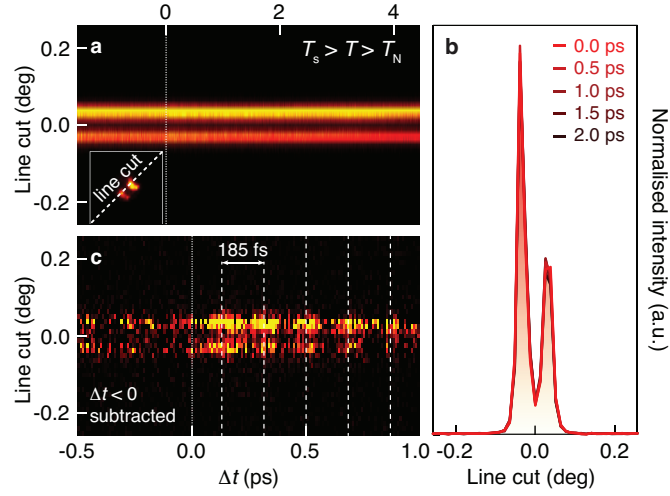 0 2 4
a
T_s > T > T_N
0.2
0.0
-0.2
Line cut (deg)
line cut
b
0.0 ps
0.5 ps
1.0 ps
1.5 ps
2.0 ps
Normalised intensity (a.u.)
c
185 fs
0.2
0.0
-0.2
Line cut (deg)
Δt < 0
subtracted
-0.5 0.0 0.5 1.0
Δt (ps)
-0.2 0.0 0.2
Line cut (deg)